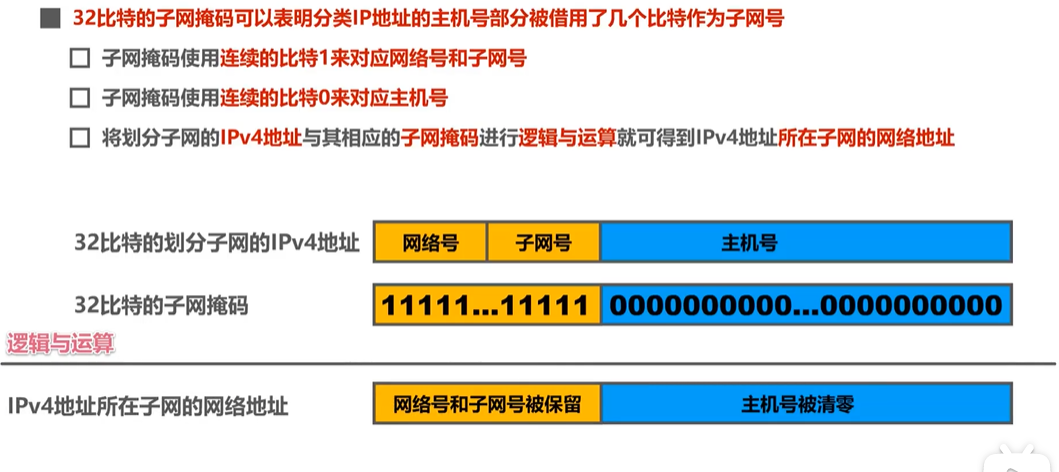 32比特的子网掩码可以表明分类IP地址的主机号部分被借用了几个比特作为子网号
子网掩码使用连续的比特1来对应网络号和子网号
子网掩码使用连续的比特0来对应主机号
将划分子网的IPv4地址与其相应的子网掩码进行逻辑与运算就可得到IPv4地址所在子网的网络地址
32比特的划分子网的IPv4地址 网络号 子网号 主机号
32比特的子网掩码 11111...11111 0000000000...0000000000
逻辑与运算
IPv4地址所在子网的网络地址 网络号和子网号被保留 主机号被清零